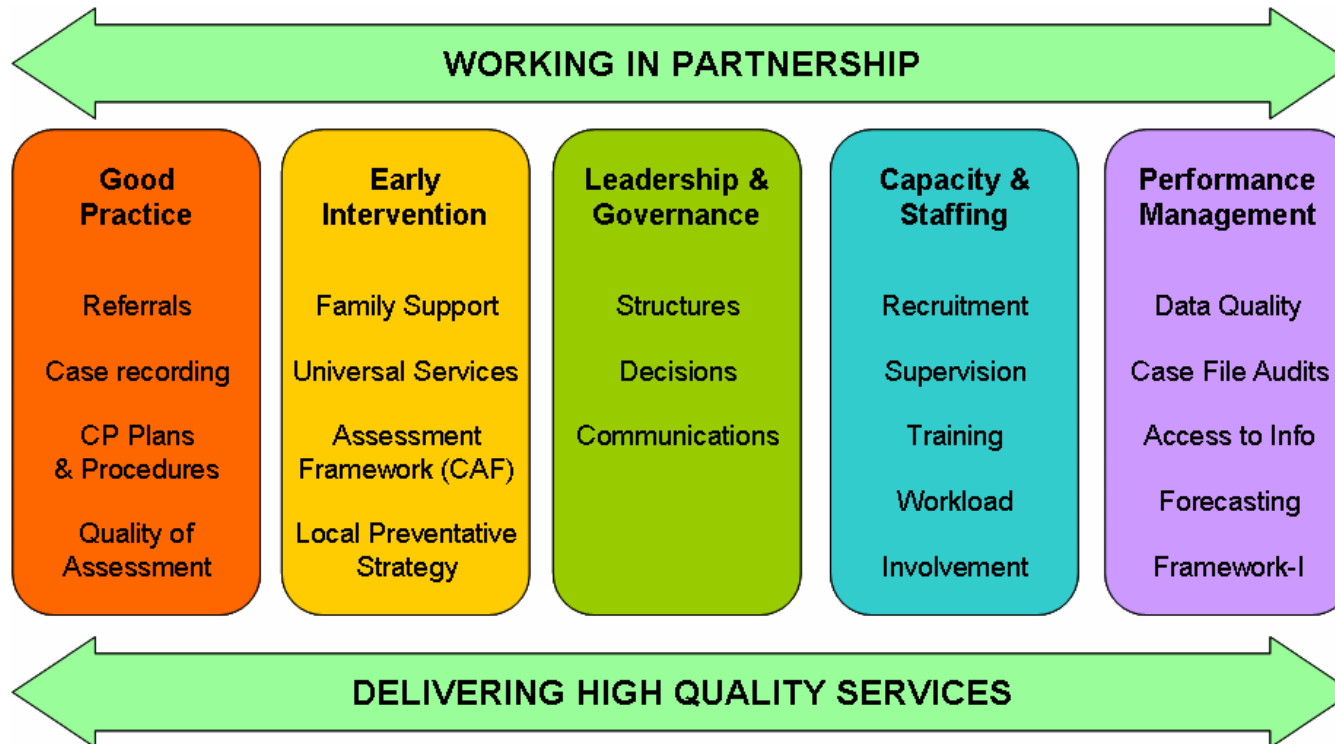 WORKING IN PARTNERSHIP
Good
Practice
Referrals
Case recording
CP Plans
& Procedures
Quality of
Assessment
Early
Intervention
Family Support
Universal Services
Assessment
Framework (CAF)
Local Preventative
Strategy
Leadership &
Governance
Structures
Decisions
Communications
Capacity &
Staffing
Recruitment
Supervision
Training
Workload
Involvement
Performance
Management
Data Quality
Case File Audits
Access to Info
Forecasting
Framework-I
DELIVERING HIGH QUALITY SERVICES